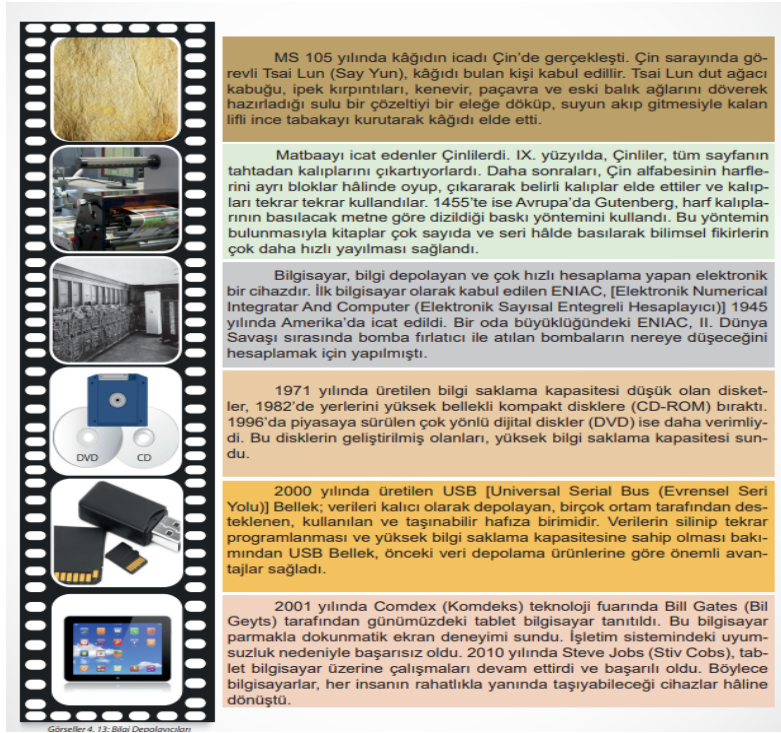 MS 105 yılında kâğıdın icadı Çin'de gerçekleşti. Çin sarayında gö-
revli Tsai Lun (Say Yun), kâğıdı bulan kişi kabul edillir. Tsai Lun dut ağacı
kabuğu, ipek kırpıntıları, kenevir, paçavra ve eski balık ağlarını döverek
hazırladığı sulu bir çözeltiyi bir eleğe döküp, suyun akıp gitmesiyle kalan
lifli ince tabakayı kurutarak kâğıdı elde etti.
Matbaayı icat edenler Çinlilerdi. IX. yüzyılda, Çinliler, tüm sayfanın
tahtadan kalıplarını çıkartıyorlardı. Daha sonraları, Çin alfabesinin harfle-
rini ayrı bloklar hâlinde oyup, çıkararak belirli kalıplar elde ettiler ve kalıp-
ları tekrar tekrar kullandılar. 1455'te ise Avrupa'da Gutenberg, harf kalıpla-
rının basılacak metne göre dizildiği baskı yöntemini kullandı. Bu yöntemin
bulunmasıyla kitaplar çok sayıda ve seri hâlde basılarak bilimsel fikirlerin
çok daha hızlı yayılması sağlandı.
Bilgisayar, bilgi depolayan ve çok hızlı hesaplama yapan elektronik
bir cihazdır. İlk bilgisayar olarak kabul edilen ENIAC, [Elektronik Numerical
Integratar And Computer (Elektronik Sayısal Entegreli Hesaplayıcı)] 1945
yılında Amerika'da icat edildi. Bir oda büyüklüğündeki ENIAC, II. Dünya
Savaşı sırasında bomba fırlatıcı ile atılan bombaların nereye düşeceğini
hesaplamak için yapılmıştı.
DVD
CD
1971 yılında üretilen bilgi saklama kapasitesi düşük olan disket-
ler, 1982'de yerlerini yüksek bellekli kompakt disklere (CD-ROM) bıraktı.
1996'da piyasaya sürülen çok yönlü dijital diskler (DVD) ise daha verimliy-
di. Bu disklerin geliştirilmiş olanları, yüksek bilgi saklama kapasitesi sun-
du.
2000 yılında üretilen USB [Universal Serial Bus (Evrensel Seri
Yolu)] Bellek; verileri kalıcı olarak depolayan, birçok ortam tarafından des-
teklenen, kullanılan ve taşınabilir hafıza birimidir. Verilerin silinip tekrar
programlanması ve yüksek bilgi saklama kapasitesine sahip olması bakı-
mından USB Bellek, önceki veri depolama ürünlerine göre önemli avan-
tajlar sağladı.
2001 yılında Comdex (Komdeks) teknoloji fuarında Bill Gates (Bil
Geyts) tarafından günümüzdeki tablet bilgisayar tanıtıldı. Bu bilgisayar
parmakla dokunmatik ekran deneyimi sundu. İşletim sistemindeki uyum-
suzluk nedeniyle başarısız oldu. 2010 yılında Steve Jobs (Stiv Cobs), tab-
let bilgisayar üzerine çalışmaları devam ettirdi ve başarılı oldu. Böylece
bilgisayarlar, her insanın rahatlıkla yanında taşıyabileceği cihazlar hâline
dönüştü.
Görseller 4. 13: Bilgi Depolayıcıları